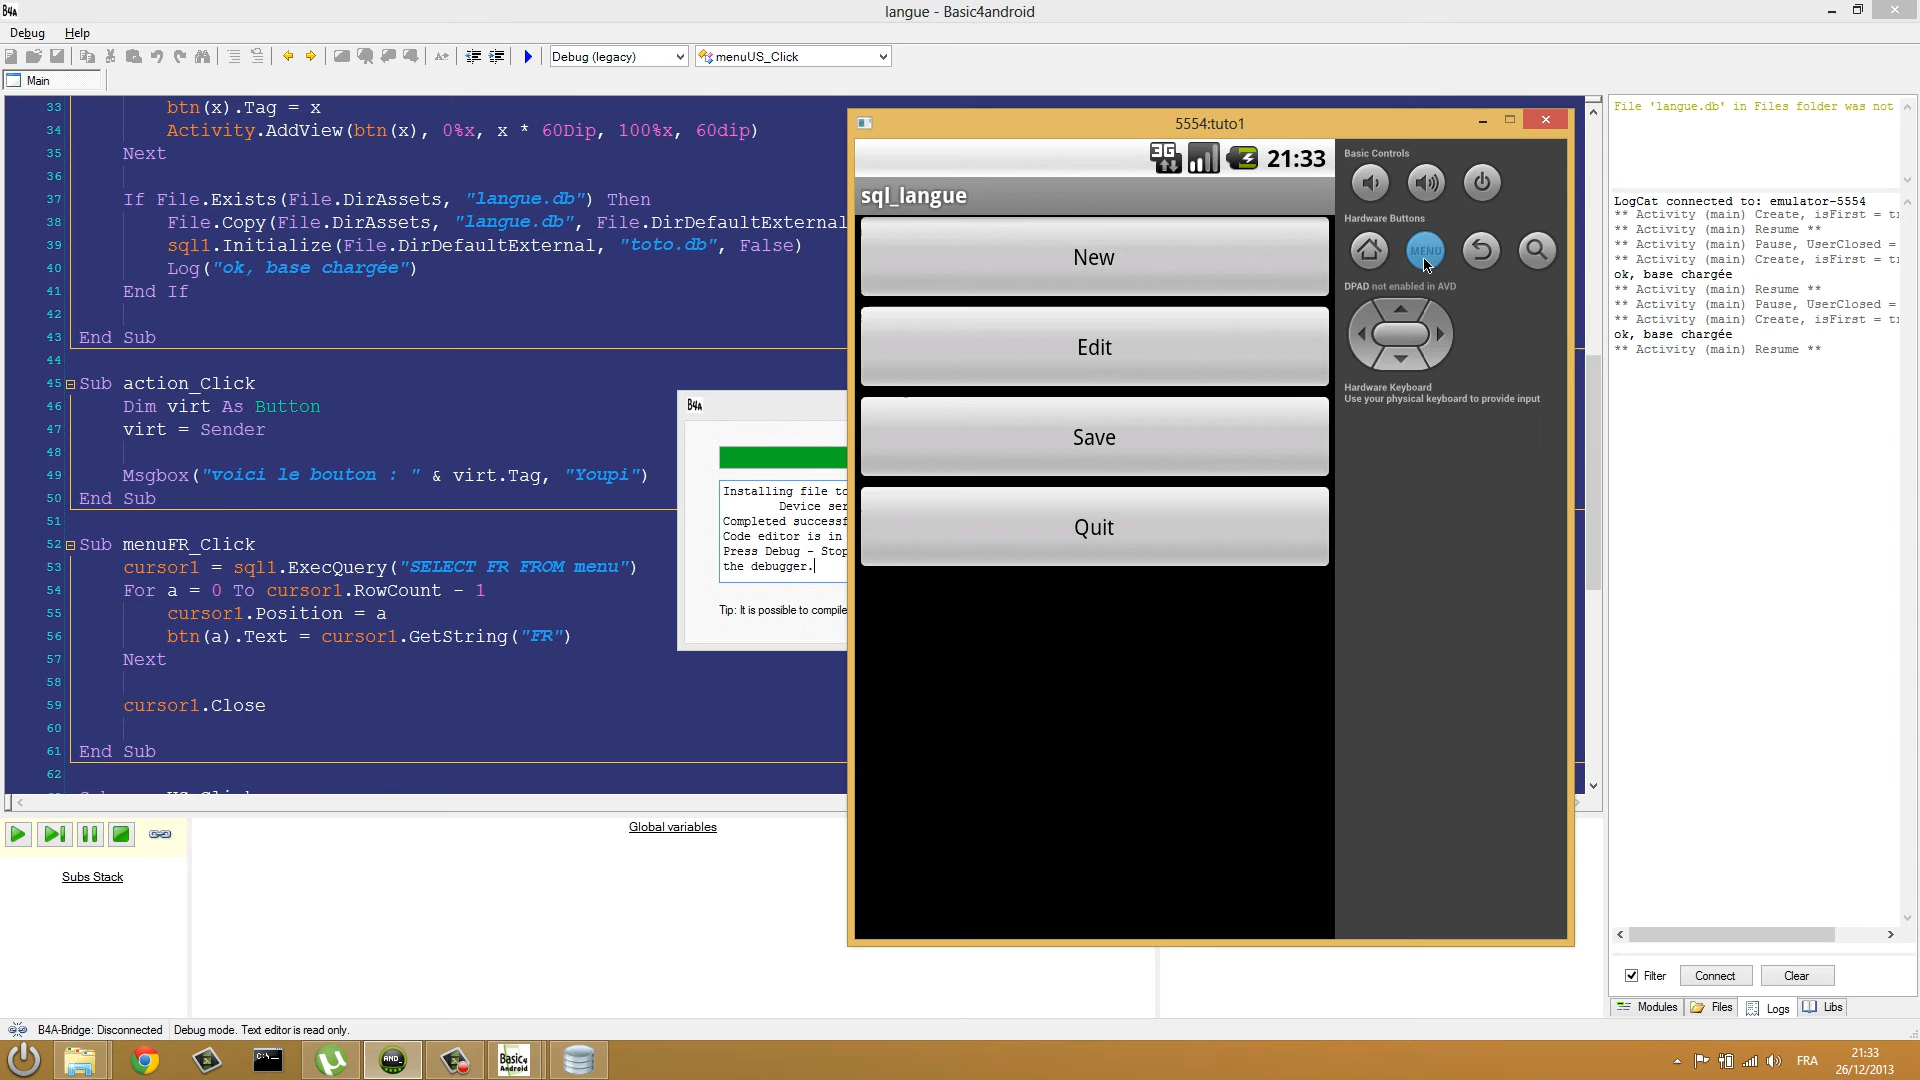 B4A
langue - Basic4android
Debug Help
Debug (legacy) menuUS_Click
Main
33 btn(x).Tag = x
34 Activity.AddView(btn(x), 0%x, x * 60Dip, 100%x, 60dip)
35 Next
36
37 If File.Exists(File.DirAssets, "langue.db") Then
38 File.Copy(File.DirAssets, "langue.db", File.DirDefaultExternal
39 sql1.Initialize(File.DirDefaultExternal, "toto.db", False)
40 Log("ok, base chargée")
41 End If
42
43 End Sub
44
45 Sub action_Click
46 Dim virt As Button
47 virt = Sender
48
49 Msgbox("voici le bouton : " & virt.Tag, "Youpi")
50 End Sub
51
52 Sub menuFR_Click
53 cursor1 = sql1.ExecQuery("SELECT FR FROM menu")
54 For a = 0 To cursor1.RowCount - 1
55 cursor1.Position = a
56 btn(a).Text = cursor1.GetString("FR")
57 Next
58
59 cursor1.Close
60
61 End Sub
62
B4A
Installing file to
Device ser
Completed successf
Code editor is in
Press Debug - Stop
the debugger.
Tip: It is possible to compile
5554:tuto1
3G 21:33
sql_langue
New
Edit
Save
Quit
Basic Controls
Hardware Buttons
MENU
DPAD not enabled in AVD
Hardware Keyboard
Use your physical keyboard to provide input
File 'langue.db' in Files folder was not
LogCat connected to: emulator-5554
** Activity (main) Create, isFirst = tr
** Activity (main) Resume **
** Activity (main) Pause, UserClosed =
** Activity (main) Create, isFirst = tr
ok, base chargée
** Activity (main) Resume **
** Activity (main) Pause, UserClosed =
** Activity (main) Create, isFirst = tr
ok, base chargée
** Activity (main) Resume **
Filter Connect Clear
Modules Files Logs Libs
Global variables
Subs Stack
B4A-Bridge: Disconnected Debug mode. Text editor is read only.
AND_
Basic4
Android
FRA
21:33
26/12/2013